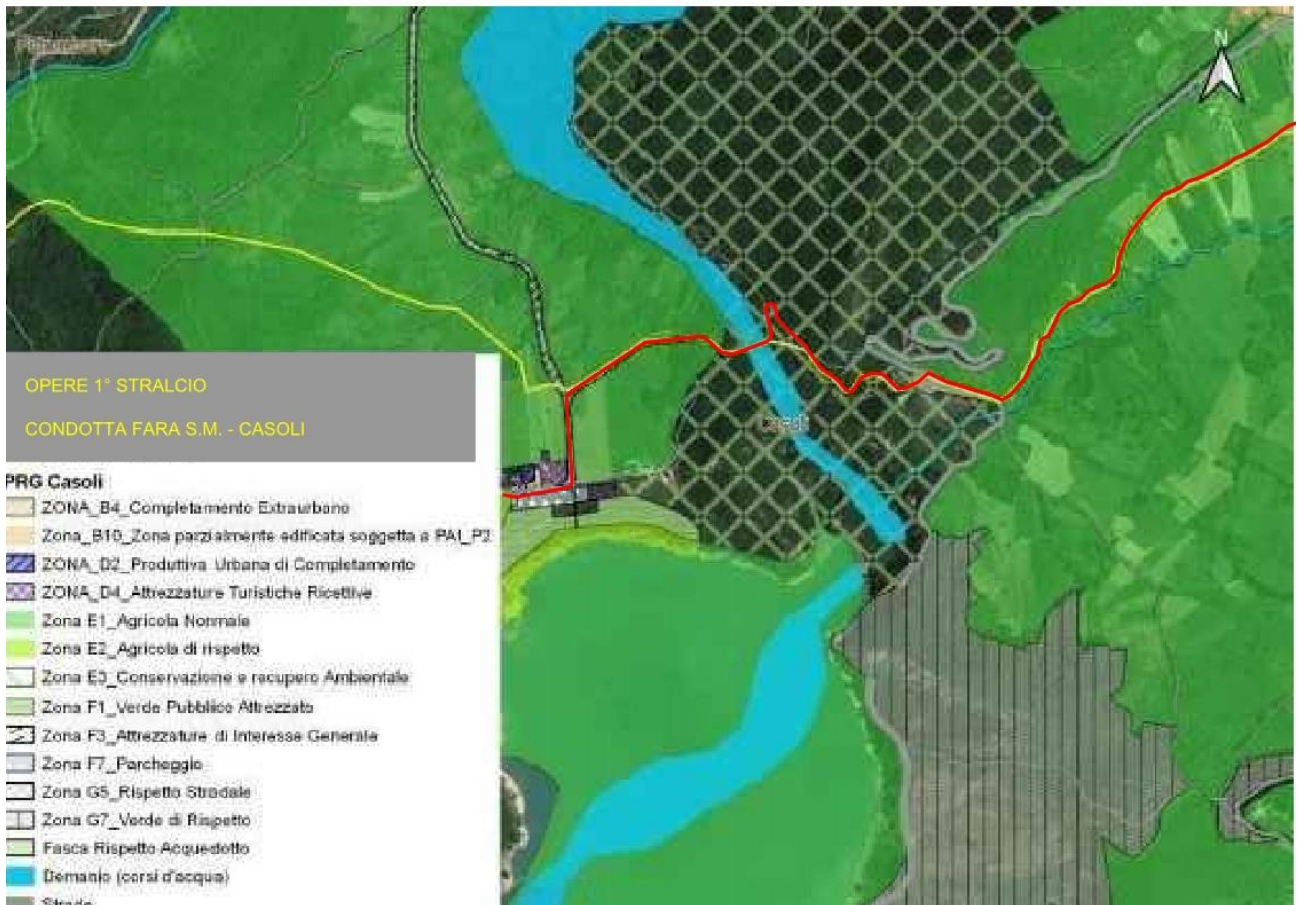 N
OPERE 1° STRALCIO
CONDOTTA FARA S.M. - CASOLI
PRG Casoli
ZONA_B4_Completamento Extraurbano
Zona_B10_Zona parzialmente edificata soggetta a PAI_P2
ZONA_D2_Produttiva Urbana di Completamento
ZONA_D4_Attrezzature Turistiche Ricettive
Zona E1_Agricola Normale
Zona E2_Agricola di rispetto
Zona E3_Conservazione e recupero Ambientale
Zona F1_Verde Pubblico Attrezzato
Zona F3_Attrezzature di Interesse Generale
Zona F7_Parcheggio
Zona G5_Rispetto Stradale
Zona G7_Verde di Rispetto
Fasca Rispetto Acquedotto
Demanio (corsi d'acqua)
Strade